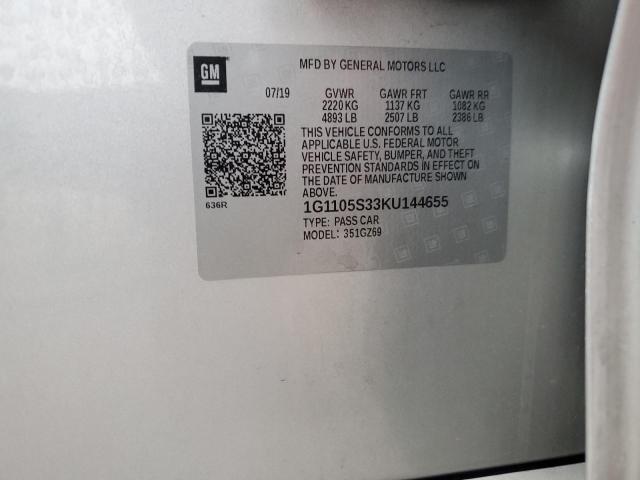 GM
MFD BY GENERAL MOTORS LLC
07/19 GVWR GAWR FRT GAWR RR
2220 KG 1137 KG 1082 KG
4893 LB 2507 LB 2386 LB
THIS VEHICLE CONFORMS TO ALL
APPLICABLE U.S. FEDERAL MOTOR
VEHICLE SAFETY, BUMPER, AND THEFT
PREVENTION STANDARDS IN EFFECT ON
THE DATE OF MANUFACTURE SHOWN
ABOVE.
636R
1G1105S33KU144655
TYPE: PASS CAR
MODEL: 351GZ69